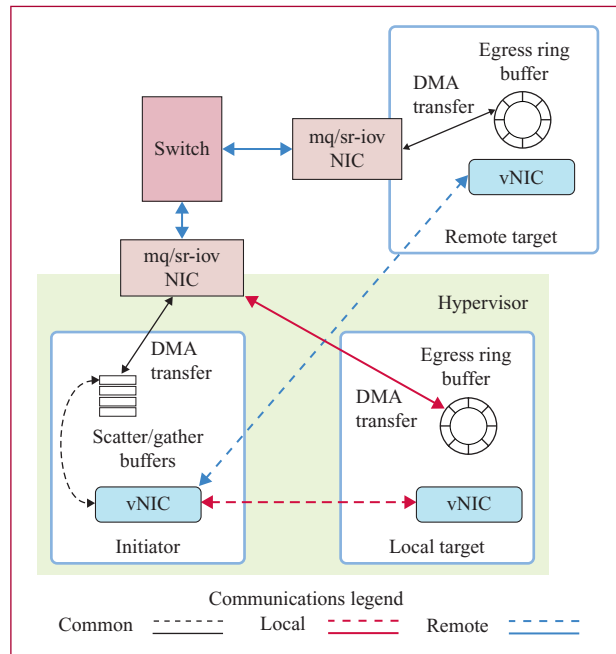 Egress ring
buffer
DMA
transfer
mq/sr-iov
NIC
Switch
vNIC
Remote target
mq/sr-iov
NIC
Hypervisor
DMA
transfer
Egress ring
buffer
DMA
transfer
Scatter/gather
buffers
vNIC
vNIC
Initiator
Local target
Communications legend
Common Local Remote